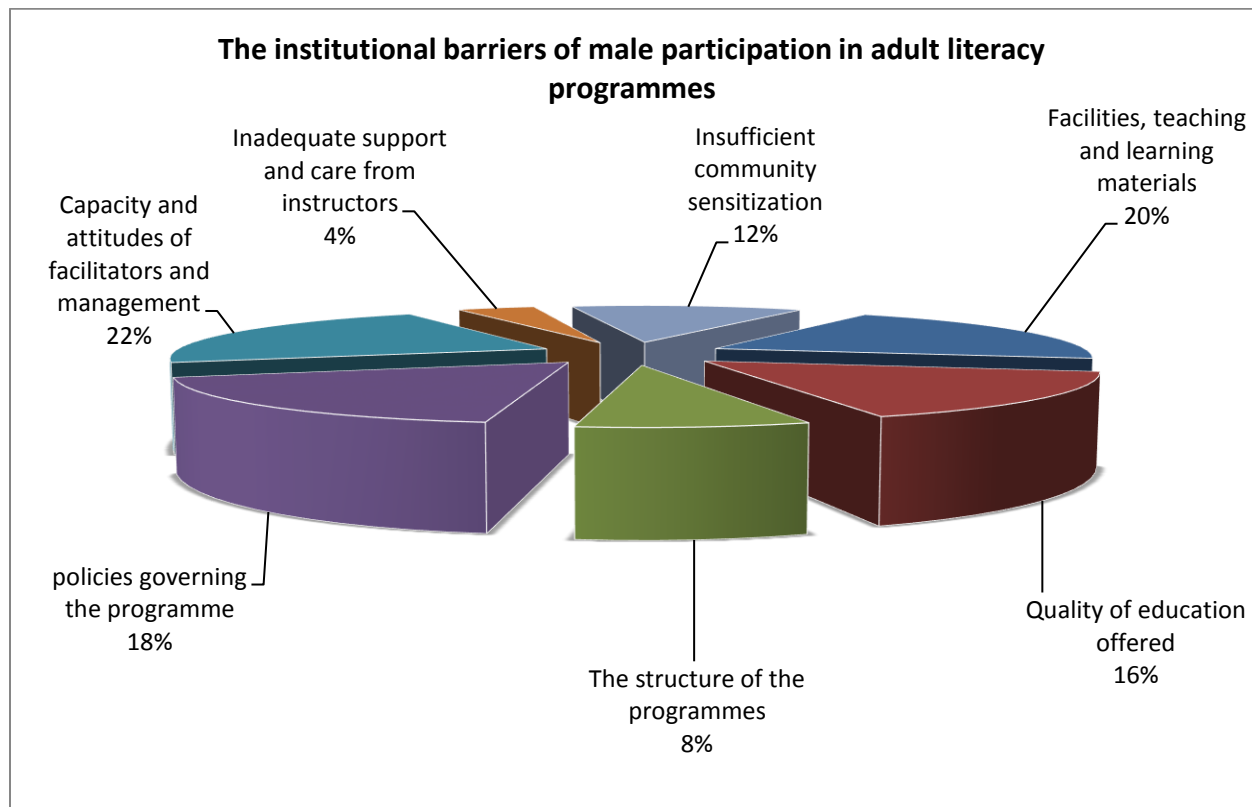 The institutional barriers of male participation in adult literacy
programmes
Inadequate support
and care from
instructors
4%
Insufficient
community
sensitization
12%
Facilities, teaching
and learning
materials
20%
Capacity and
attitudes of
facilitators and
management
22%
policies governing
the programme
18%
The structure of the
programmes
8%
Quality of education
offered
16%